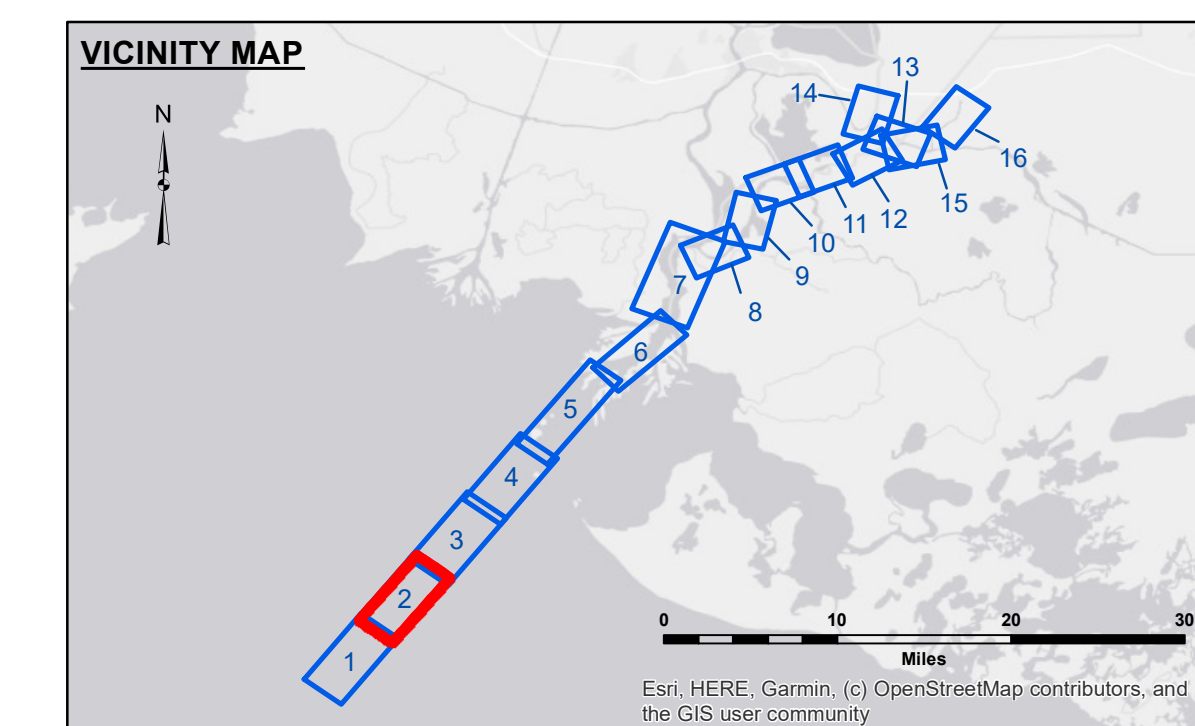 VICINITY MAP
N
13
14
16
15
12
11
10
9
8
7
6
5
4
3
2
1
0 10 20 30
Miles
Esri, HERE, Garmin, (c) OpenStreetMap contributors, and
the GIS user community